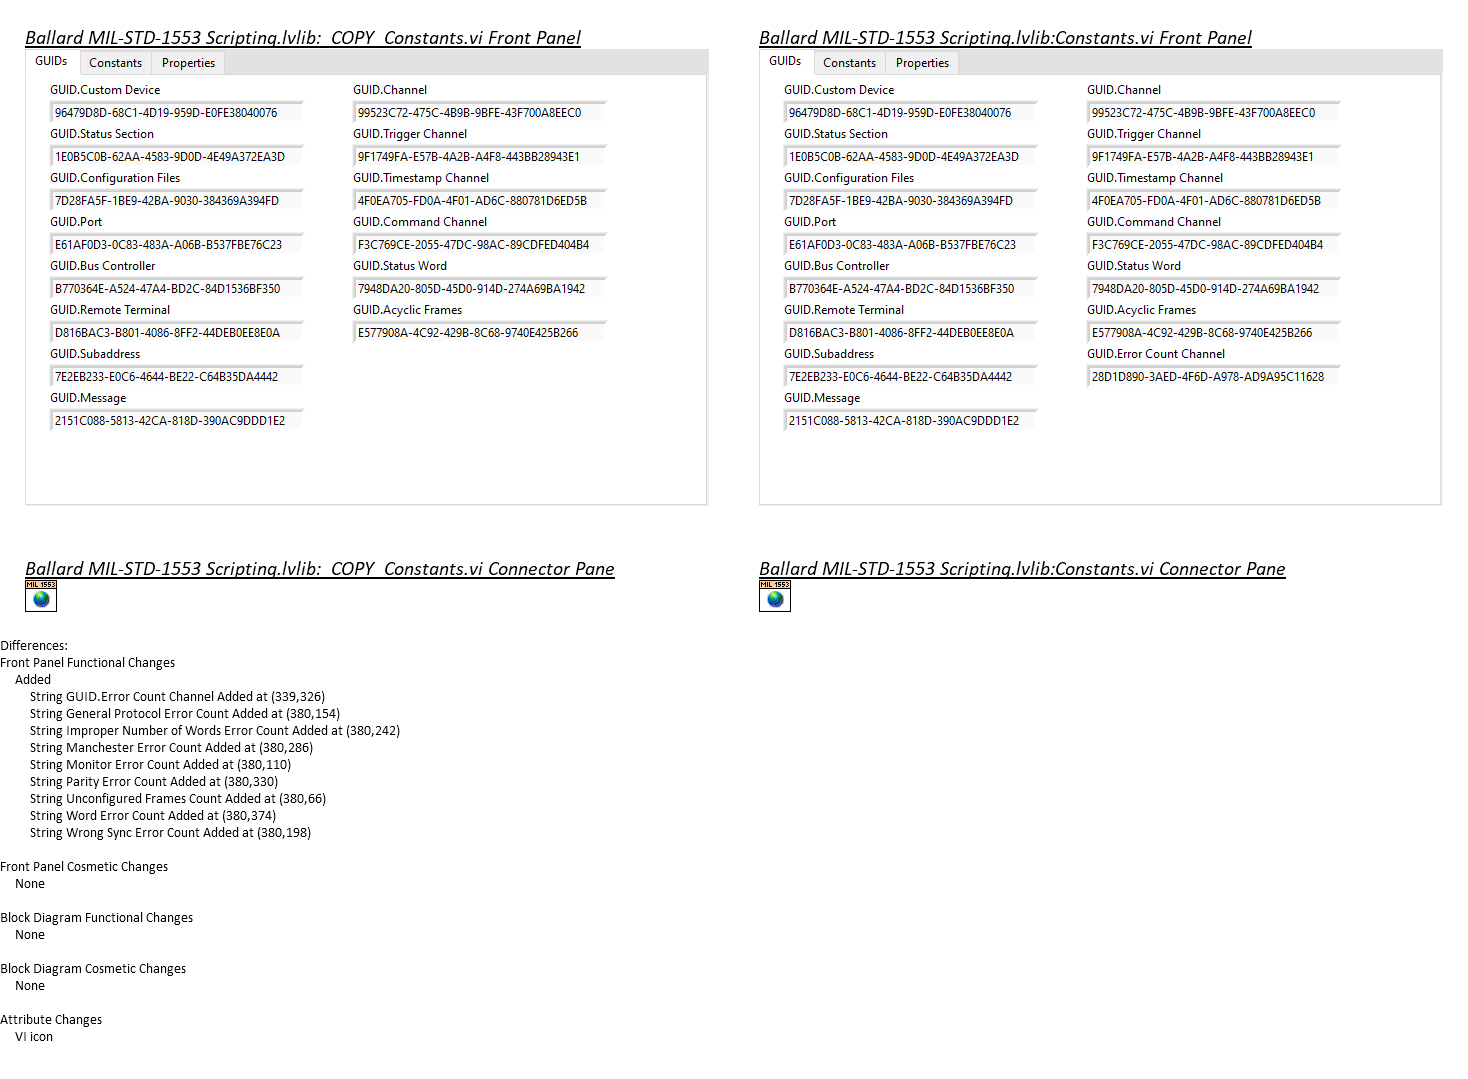 Ballard MIL-STD-1553 Scripting.lvlib:_COPY_Constants.vi Front Panel
GUIDs Constants Properties
GUID.Custom Device GUID.Channel
96479D8D-68C1-4D19-959D-E0FE38040076 99523C72-475C-4B9B-9BFE-43F700A8EEC0
GUID.Status Section GUID.Trigger Channel
1E0B5C0B-62AA-4583-9D0D-4E49A372EA3D 9F1749FA-E57B-4A2B-A4F8-443BB28943E1
GUID.Configuration Files GUID.Timestamp Channel
7D28FA5F-1BE9-42BA-9030-384369A394FD 4F0EA705-FD0A-4F01-AD6C-880781D6ED5B
GUID.Port GUID.Command Channel
E61AF0D3-0C83-483A-A06B-B537FBE76C23 F3C769CE-2055-47DC-98AC-89CDFED404B4
GUID.Bus Controller GUID.Status Word
B770364E-A524-47A4-BD2C-84D1536BF350 7948DA20-805D-45D0-914D-274A69BA1942
GUID.Remote Terminal GUID.Acyclic Frames
D816BAC3-B801-4086-8FF2-44DEB0EE8E0A E577908A-4C92-429B-8C68-9740E425B266
GUID.Subaddress
7E2EB233-E0C6-4644-BE22-C64B35DA4442
GUID.Message
2151C088-5813-42CA-818D-390AC9DDD1E2
Ballard MIL-STD-1553 Scripting.lvlib:Constants.vi Front Panel
GUIDs Constants Properties
GUID.Custom Device GUID.Channel
96479D8D-68C1-4D19-959D-E0FE38040076 99523C72-475C-4B9B-9BFE-43F700A8EEC0
GUID.Status Section GUID.Trigger Channel
1E0B5C0B-62AA-4583-9D0D-4E49A372EA3D 9F1749FA-E57B-4A2B-A4F8-443BB28943E1
GUID.Configuration Files GUID.Timestamp Channel
7D28FA5F-1BE9-42BA-9030-384369A394FD 4F0EA705-FD0A-4F01-AD6C-880781D6ED5B
GUID.Port GUID.Command Channel
E61AF0D3-0C83-483A-A06B-B537FBE76C23 F3C769CE-2055-47DC-98AC-89CDFED404B4
GUID.Bus Controller GUID.Status Word
B770364E-A524-47A4-BD2C-84D1536BF350 7948DA20-805D-45D0-914D-274A69BA1942
GUID.Remote Terminal GUID.Acyclic Frames
D816BAC3-B801-4086-8FF2-44DEB0EE8E0A E577908A-4C92-429B-8C68-9740E425B266
GUID.Subaddress GUID.Error Count Channel
7E2EB233-E0C6-4644-BE22-C64B35DA4442 28D1D890-3AED-4F6D-A978-AD9A95C11628
GUID.Message
2151C088-5813-42CA-818D-390AC9DDD1E2
Ballard MIL-STD-1553 Scripting.lvlib:_COPY_Constants.vi Connector Pane
MIL 1553
Ballard MIL-STD-1553 Scripting.lvlib:Constants.vi Connector Pane
MIL 1553
Differences:
Front Panel Functional Changes
Added
String GUID.Error Count Channel Added at (339,326)
String General Protocol Error Count Added at (380,154)
String Improper Number of Words Error Count Added at (380,242)
String Manchester Error Count Added at (380,286)
String Monitor Error Count Added at (380,110)
String Parity Error Count Added at (380,330)
String Unconfigured Frames Count Added at (380,66)
String Word Error Count Added at (380,374)
String Wrong Sync Error Count Added at (380,198)
Front Panel Cosmetic Changes
None
Block Diagram Functional Changes
None
Block Diagram Cosmetic Changes
None
Attribute Changes
VI icon